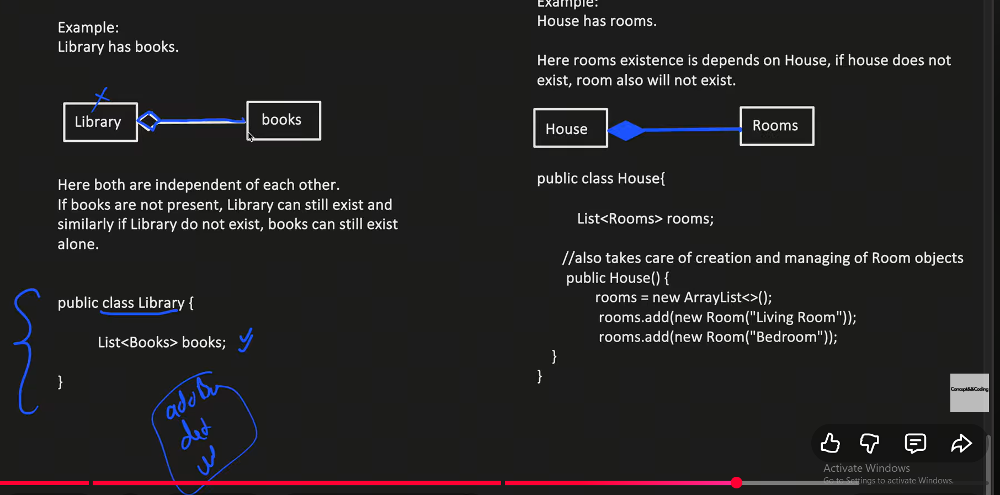 Example:
Library has books.
Library
books
Here both are independent of each other.
If books are not present, Library can still exist and
similarly if Library do not exist, books can still exist
alone.
public class Library {
List<Books> books;
}
Example:
House has rooms.
Here rooms existence is depends on House, if house does not
exist, room also will not exist.
House
Rooms
public class House{
List<Rooms> rooms;
//also takes care of creation and managing of Room objects
public House() {
rooms = new ArrayList<>();
rooms.add(new Room("Living Room"));
rooms.add(new Room("Bedroom"));
}
}
Concept&&Coding
Activate Windows
Go to Settings to activate Windows.